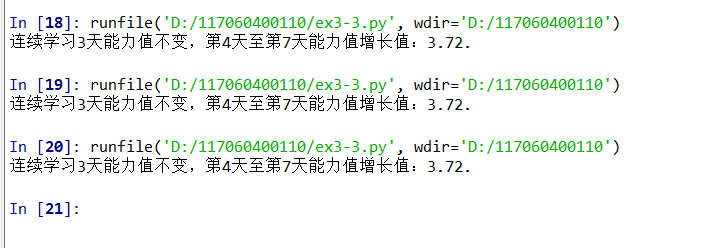 In [18]: runfile('D:/117060400110/ex3-3.py', wdir='D:/117060400110')
连续学习3天能力值不变，第4天至第7天能力值增长值：3.72.
In [19]: runfile('D:/117060400110/ex3-3.py', wdir='D:/117060400110')
连续学习3天能力值不变，第4天至第7天能力值增长值：3.72.
In [20]: runfile('D:/117060400110/ex3-3.py', wdir='D:/117060400110')
连续学习3天能力值不变，第4天至第7天能力值增长值：3.72.
In [21]: